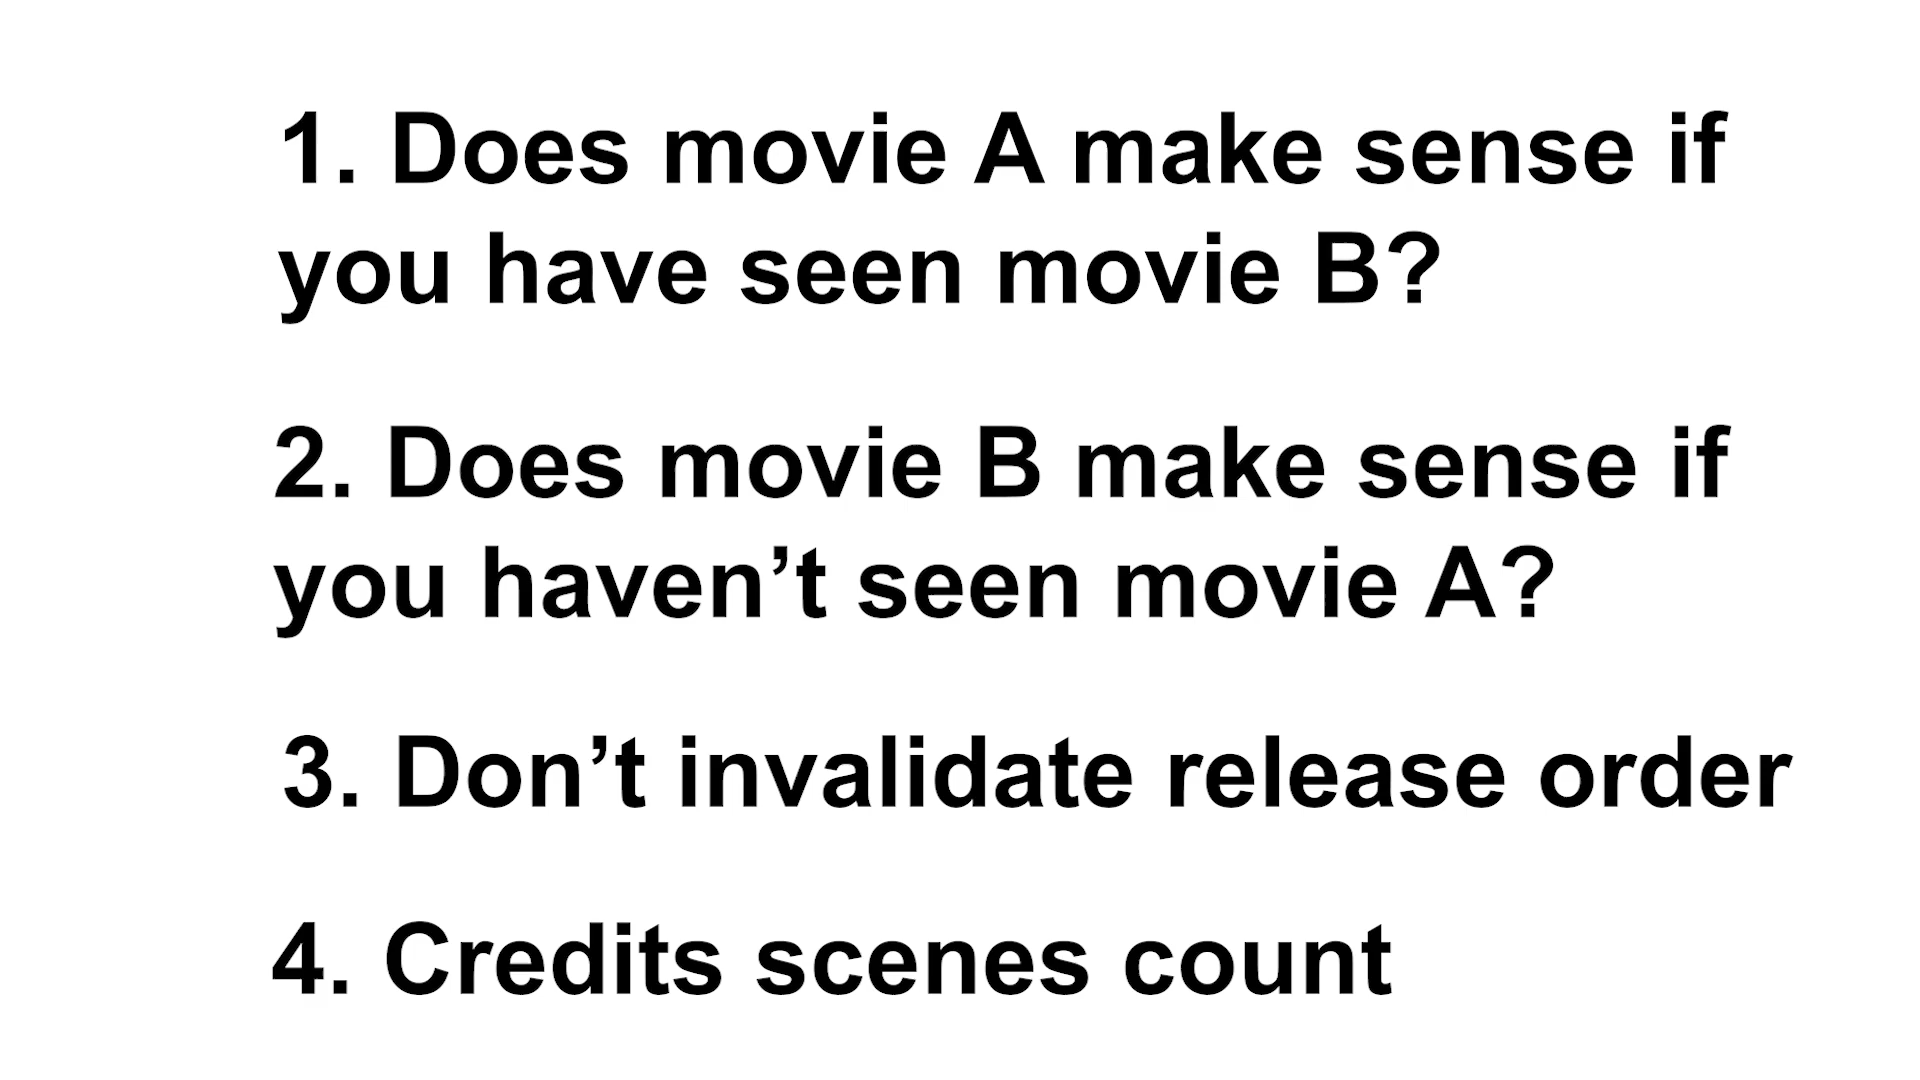 1. Does movie A make sense if
you have seen movie B?
2. Does movie B make sense if
you haven’t seen movie A?
3. Don’t invalidate release order
4. Credits scenes count